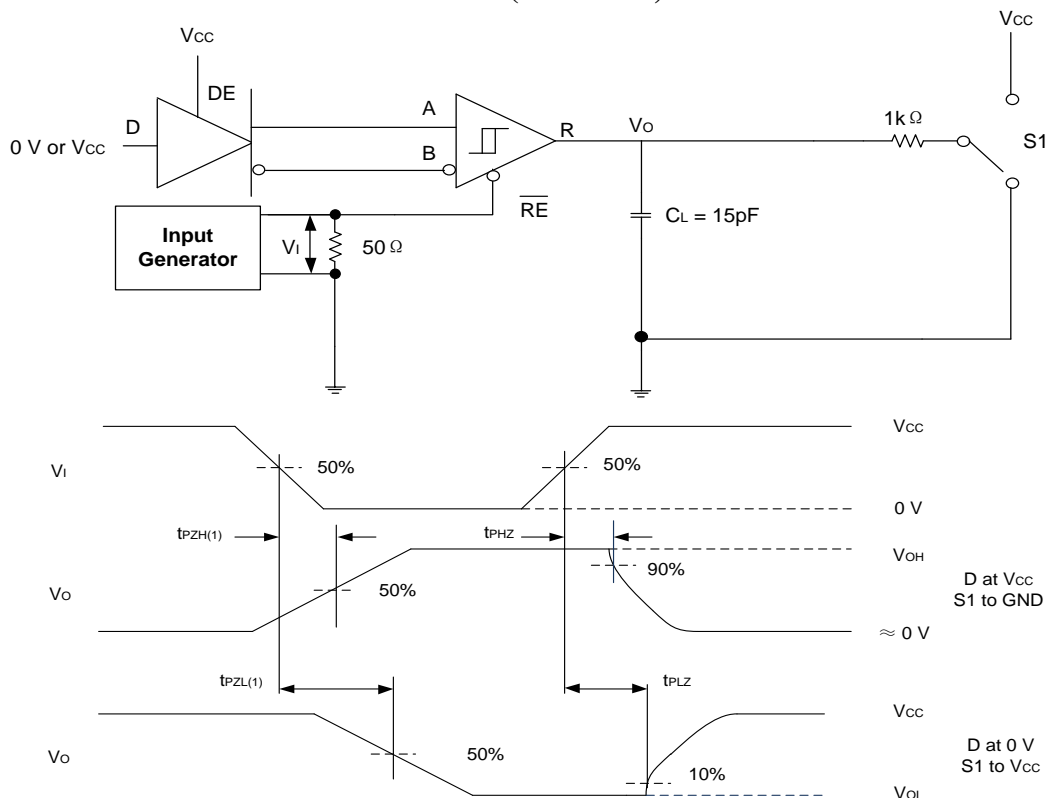 VCC
VCC
DE
D
A
1k Ω
0 V or VCC
R
VO
S1
B
RE
CL = 15pF
Input
Generator
VI
50 Ω
VCC
VI
50%
50%
0 V
tPZH(1)
tPHZ
VOH
90%
D at VCC
S1 to GND
VO
50%
≈ 0 V
tPZL(1)
tPLZ
VCC
VO
50%
D at 0 V
S1 to VCC
10%
VOL